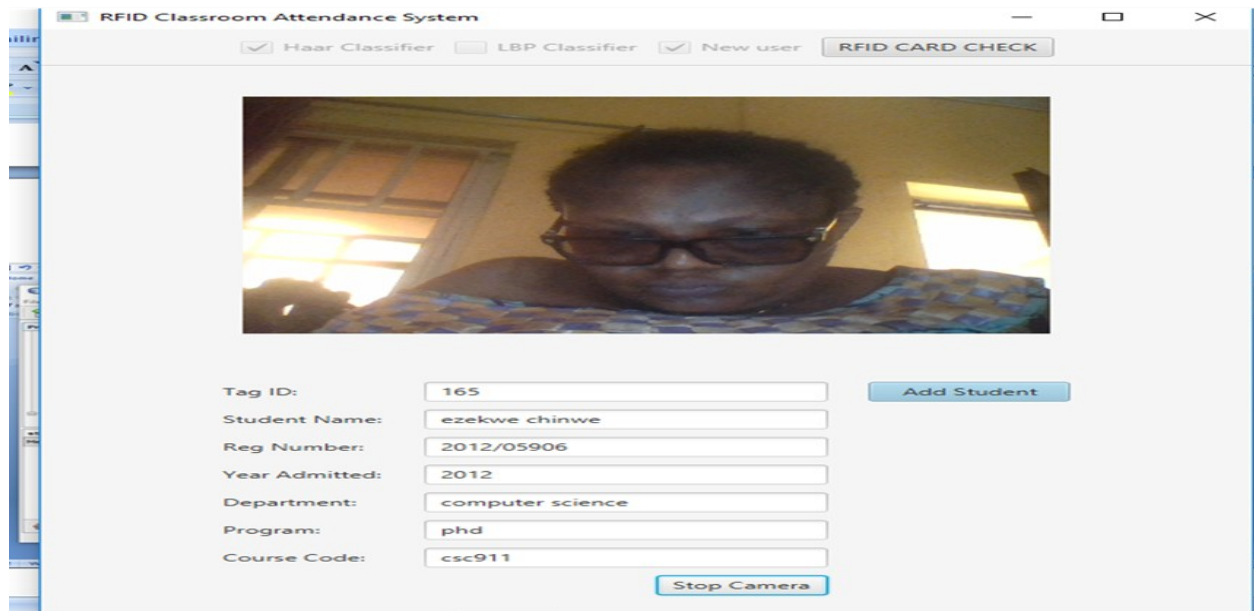 RFID Classroom Attendance System
Haar Classifier LBP Classifier New user RFID CARD CHECK
Tag ID: 165 Add Student
Student Name: ezekwe chinwe
Reg Number: 2012/05906
Year Admitted: 2012
Department: computer science
Program: phd
Course Code: csc911
Stop Camera